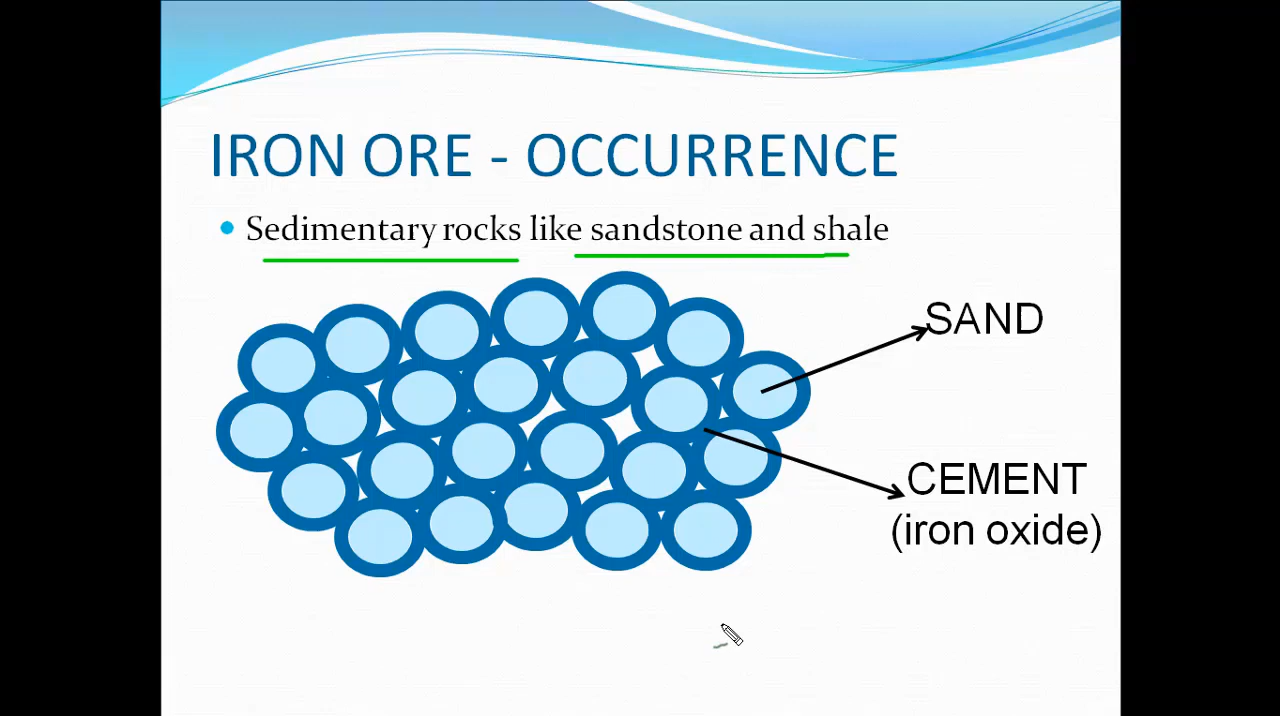 IRON ORE - OCCURRENCE
Sedimentary rocks like sandstone and shale
SAND
CEMENT
(iron oxide)